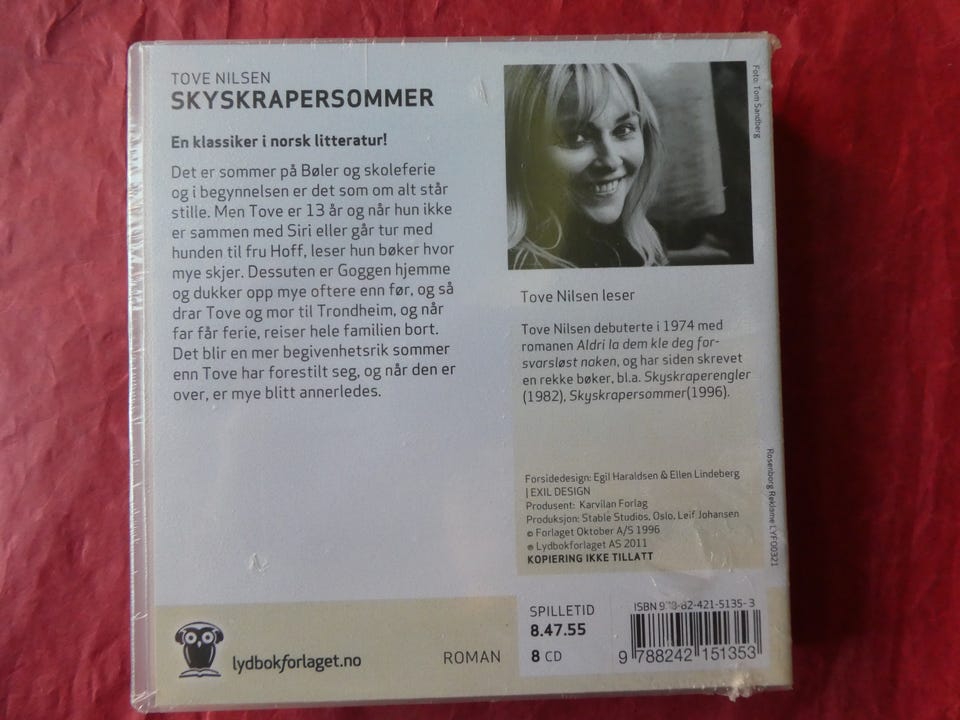 TOVE NILSEN
SKYSKRAPERSOMMER
En klassiker i norsk litteratur!
Det er sommer på Bøler og skoleferie
og i begynnelsen er det som om alt står
stille. Men Tove er 13 år og når hun ikke
er sammen med Siri eller går tur med
hunden til fru Hoff, leser hun bøker hvor
mye skjer. Dessuten er Goggen hjemme
og dukker opp mye oftere enn før, og så
drar Tove og mor til Trondheim, og når
far får ferie, reiser hele familien bort.
Det blir en mer begivenhetsrik sommer
enn Tove har forestilt seg, og når den er
over, er mye blitt annerledes.
Foto: Tom Sandberg
Tove Nilsen leser
Tove Nilsen debuterte i 1974 med
romanen Aldri la dem kle deg for-
svarsløst naken, og har siden skrevet
en rekke bøker, bl.a. Skyskraperengler
(1982), Skyskrapersommer(1996).
Forsidedesign: Egil Haraldsen & Ellen Lindeberg
| EXIL DESIGN
Produsent: Karvilan Forlag
Produksjon: Stable Studios, Oslo, Leif Johansen
© Forlaget Oktober A/S 1996
℗ Lydbokforlaget AS 2011
KOPIERING IKKE TILLATT
Rosenborg Reklame LYF00321
lydbokforlaget.no
ROMAN
SPILLETID
8.47.55
8 CD
ISBN 978-82-421-5135-3
9 788242 151353